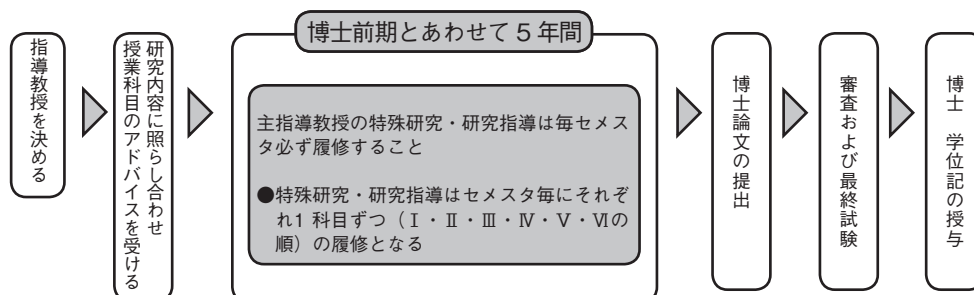 指導教授を決める
研究内容に照らし合わせ
授業科目のアドバイスを受ける
博士前期とあわせて5年間
主指導教授の特殊研究・研究指導は毎セメス
タ必ず履修すること
●特殊研究・研究指導はセメスタ毎にそれぞ
れ1 科目ずつ（Ⅰ・Ⅱ・Ⅲ・Ⅳ・Ⅴ・Ⅵの
順）の履修となる
博士論文の提出
審査および最終試験
博士 学位記の授与